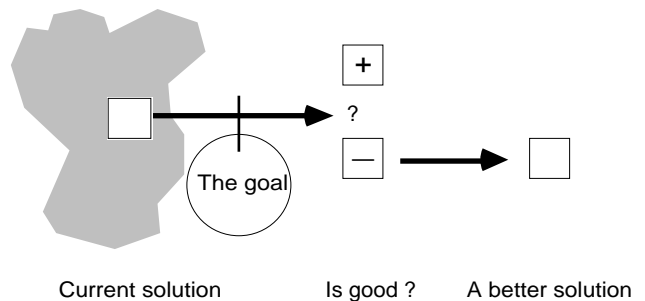 +
?
The goal
—
Current solution
Is good ?
A better solution